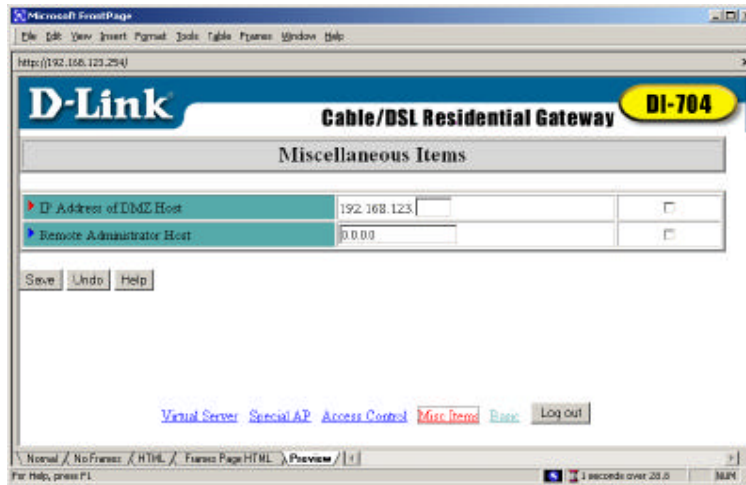 Microsoft FrontPage
File Edit View Insert Format Tools Table Frames Window Help
http://192.168.123.254/
D-Link
Cable/DSL Residential Gateway
DI-704
Miscellaneous Items
IP Address of DMZ Host 192.168.123.
Remote Administrator Host 0.0.0.0
Save Undo Help
Virtual Server Special AP Access Control Misc Items Basic Log out
Normal No Frames HTML Frames Page HTML Preview
For Help, press F1 1 seconds over 28.8 NUM